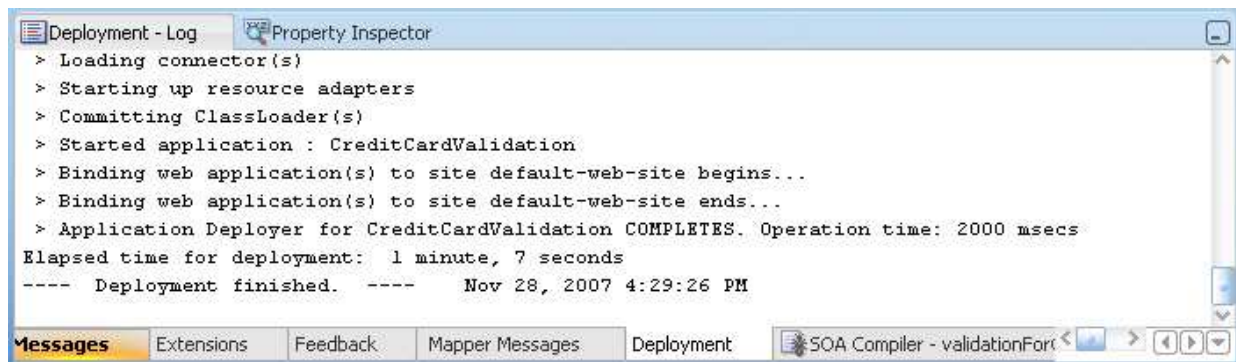 Deployment - Log Property Inspector
> Loading connector(s)
> Starting up resource adapters
> Committing ClassLoader(s)
> Started application : CreditCardValidation
> Binding web application(s) to site default-web-site begins...
> Binding web application(s) to site default-web-site ends...
> Application Deployer for CreditCardValidation COMPLETES. Operation time: 2000 msecs
Elapsed time for deployment: 1 minute, 7 seconds
---- Deployment finished. ---- Nov 28, 2007 4:29:26 PM
Messages Extensions Feedback Mapper Messages Deployment SOA Compiler - validationFor